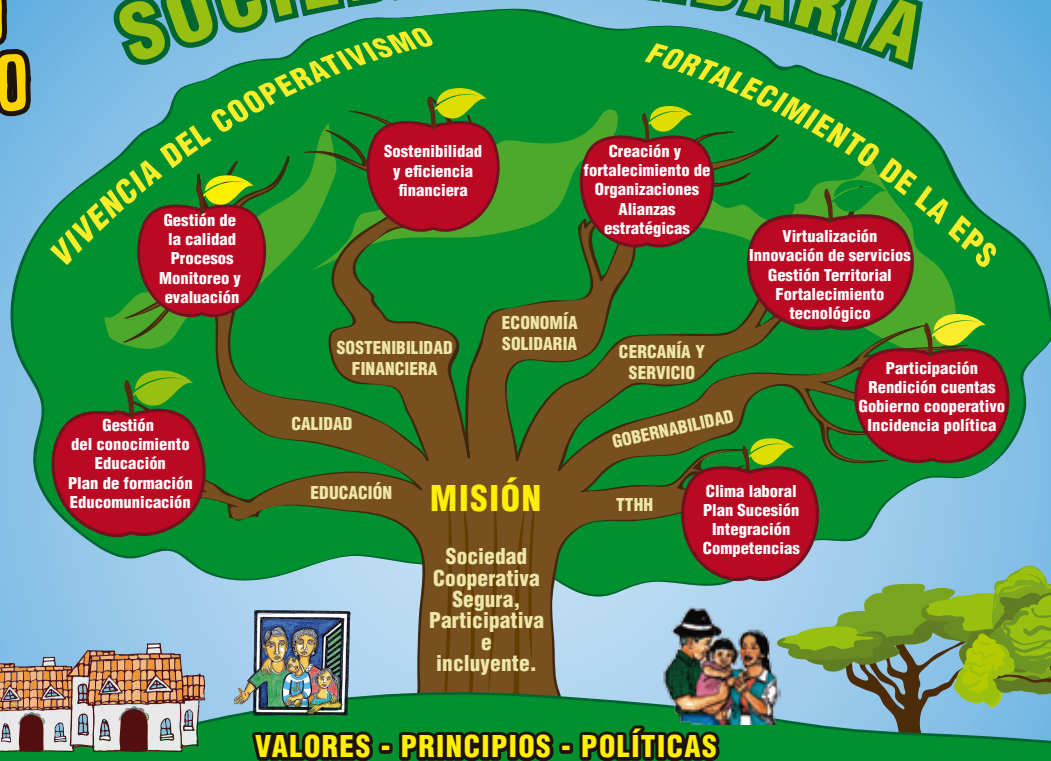 VIVENCIA DEL COOPERATIVISMO
FORTALECIMIENTO DE LA EPS
Sostenibilidad
y eficiencia
financiera
Creación y
fortalecimiento de
Organizaciones
Alianzas
estratégicas
Gestión de
la calidad
Procesos
Monitoreo y
evaluación
Virtualización
Innovación de servicios
Gestión Territorial
Fortalecimiento
tecnológico
SOSTENIBILIDAD
FINANCIERA
ECONOMÍA
SOLIDARIA
CERCANÍA Y
SERVICIO
Participación
Rendición cuentas
Gobierno cooperativo
Incidencia política
Gestión
del conocimiento
Educación
Plan de formación
Educomunicación
CALIDAD
GOBERNABILIDAD
EDUCACIÓN
TTHH
Clima laboral
Plan Sucesión
Integración
Competencias
MISIÓN
Sociedad
Cooperativa
Segura,
Participativa
e
incluyente.
VALORES - PRINCIPIOS - POLÍTICAS